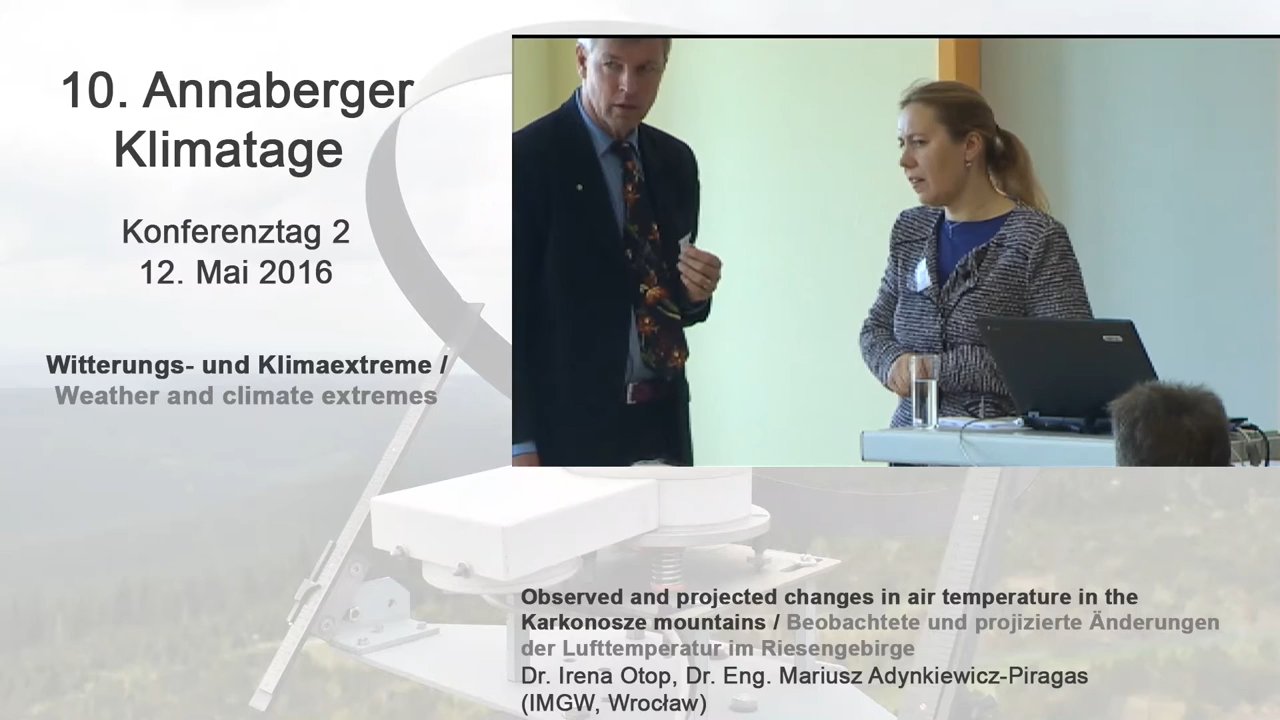 10. Annaberger
Klimatage
Konferenztag 2
12. Mai 2016
Witterungs- und Klimaextreme /
Weather and climate extremes
Observed and projected changes in air temperature in the
Karkonosze mountains / Beobachtete und projizierte Änderungen
der Lufttemperatur im Riesengebirge
Dr. Irena Otop, Dr. Eng. Mariusz Adynkiewicz-Piragas
(IMGW, Wrocław)